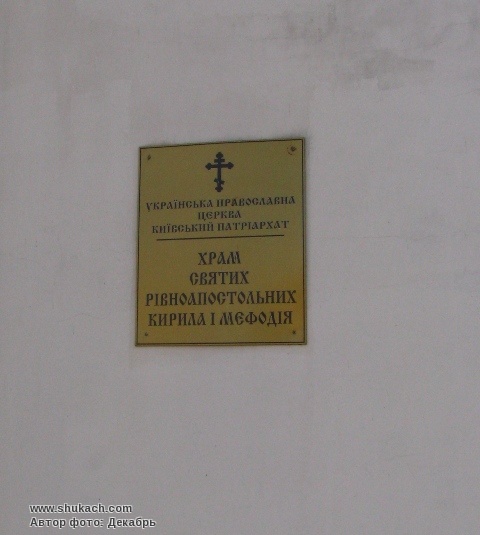 УКРАЇНСЬКА ПРАВОСЛАВНА
ЦЕРКВА
КИЇВСЬКИЙ ПАТРІАРХАТ
ХРАМ
СВЯТИХ
РІВНОАПОСТОЛЬНИХ
КИРИЛА І МЕФОДІЯ
www.shukach.com
Автор фото: Декабрь